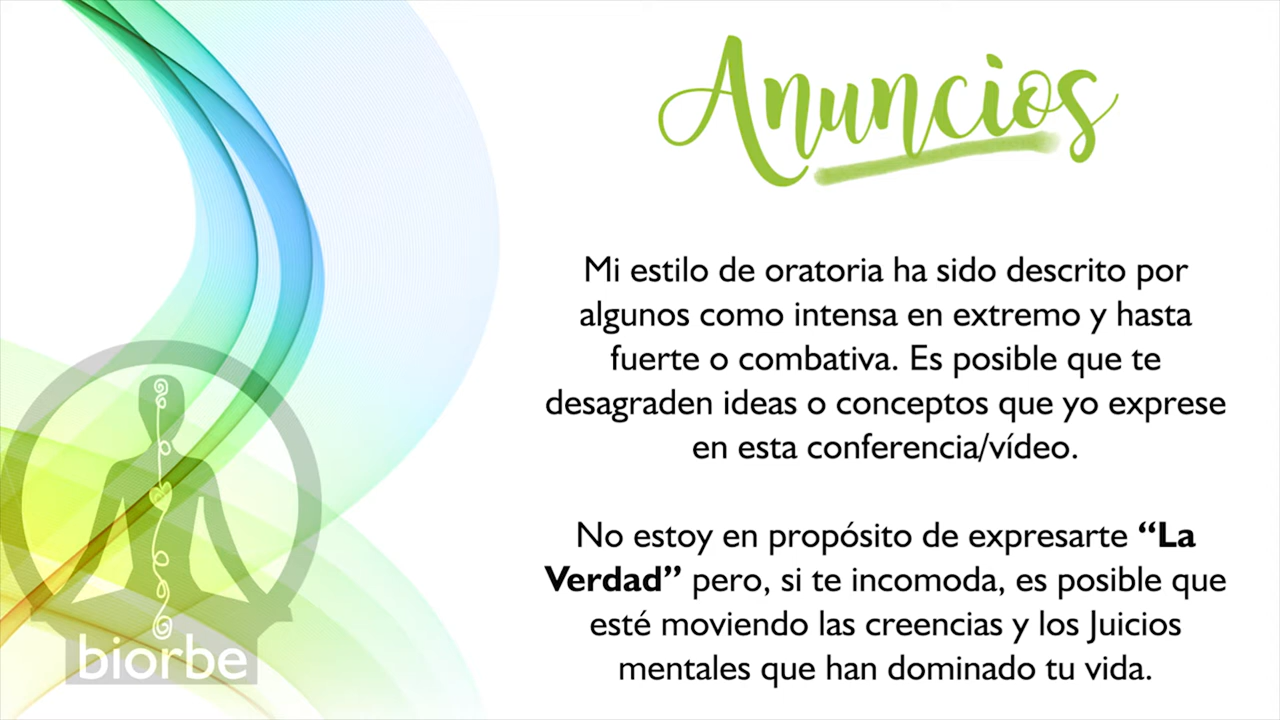 Anuncios
Mi estilo de oratoria ha sido descrito por
algunos como intensa en extremo y hasta
fuerte o combativa. Es posible que te
desagraden ideas o conceptos que yo exprese
en esta conferencia/vídeo.
No estoy en propósito de expresarte “La
Verdad” pero, si te incomoda, es posible que
esté moviendo las creencias y los Juicios
mentales que han dominado tu vida.
biorbe